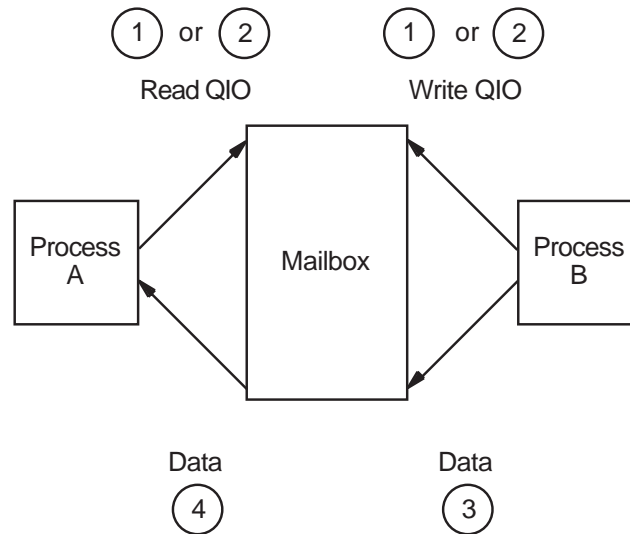 1 or 2
1 or 2
Read QIO
Write QIO
Process
A
Mailbox
Process
B
Data
Data
4
3